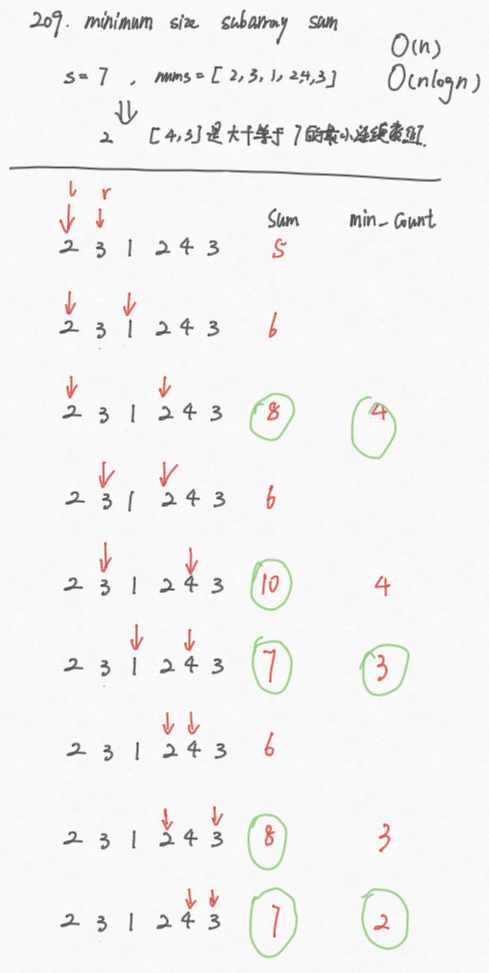 209. minimum size subarray sum
O(n)
s = 7 , nums = [ 2, 3, 1, 2,4,3 ]
O(nlogn)
⇓
2 [4,3]是大于等于7的最小连续
l r
Sum min_count
2 3 1 2 4 3 5
2 3 1 2 4 3 6
2 3 1 2 4 3 8 4
2 3 1 2 4 3 6
2 3 1 2 4 3 10 4
2 3 1 2 4 3 7 3
2 3 1 2 4 3 6
2 3 1 2 4 3 8 3
2 3 1 2 4 3 7 2